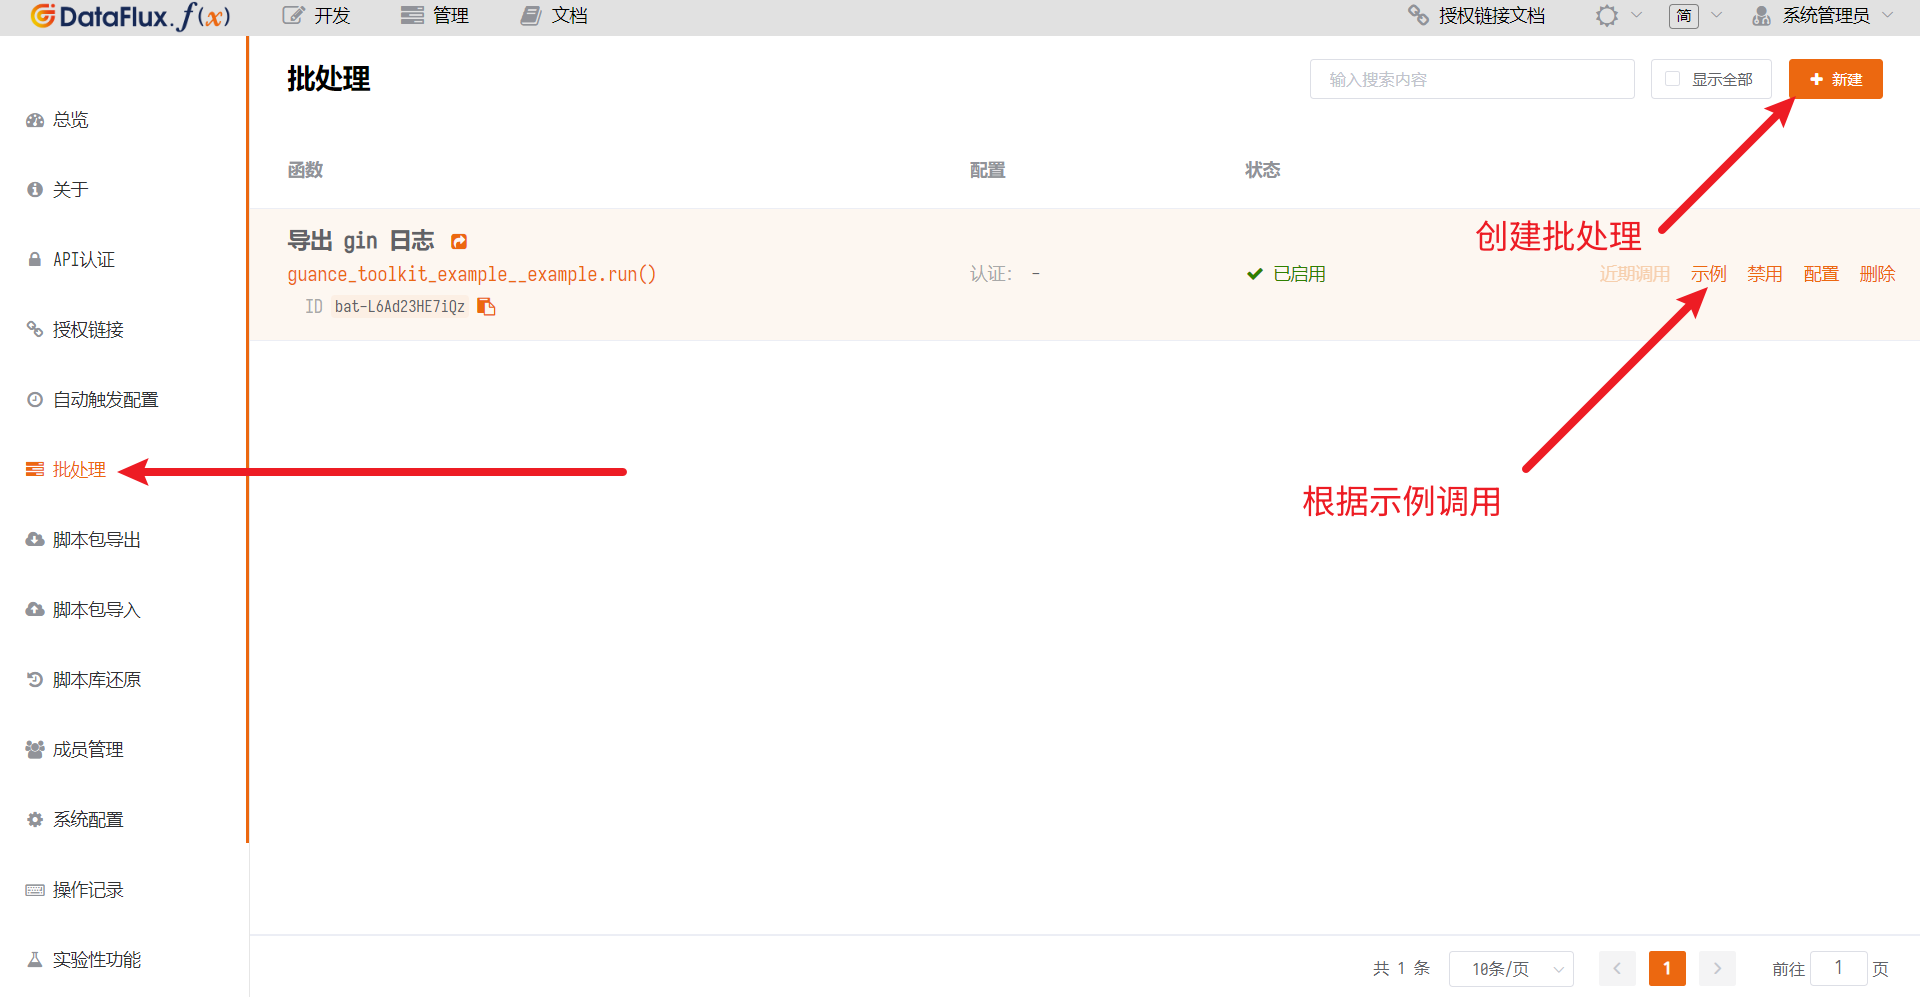 DataFlux.f(x)
开发
管理
文档
授权链接文档
简
系统管理员
总览
关于
API认证
授权链接
自动触发配置
批处理
脚本包导出
脚本包导入
脚本库还原
成员管理
系统配置
操作记录
实验性功能
批处理
输入搜索内容
显示全部
新建
函数
配置
状态
创建批处理
导出 gin 日志
guance_toolkit_example__example.run()
认证： -
已启用
近期调用 示例 禁用 配置 删除
ID bat-L6Ad23HE7iQz
根据示例调用
共 1 条
10条/页
1
前往 1 页